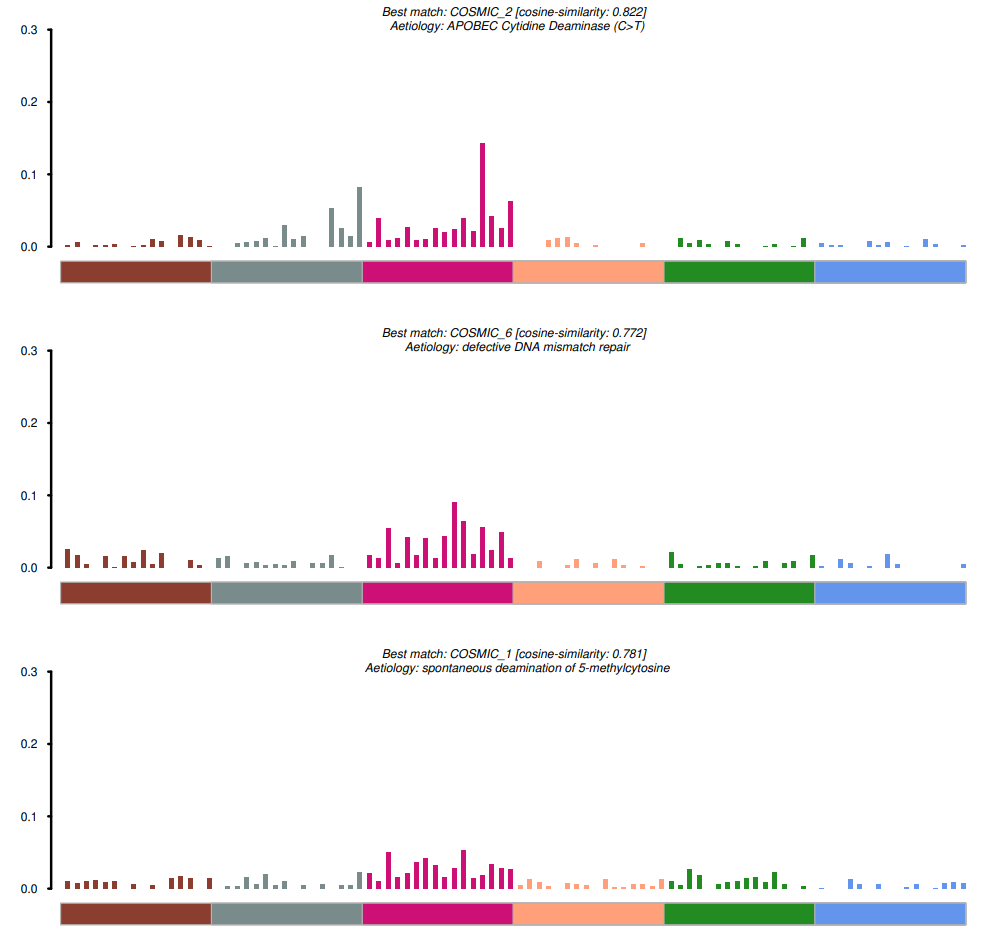 Best match: COSMIC_2 [cosine-similarity: 0.822]
Aetiology: APOBEC Cytidine Deaminase (C>T)
0.3
0.2
0.1
0.0
Best match: COSMIC_6 [cosine-similarity: 0.772]
Aetiology: defective DNA mismatch repair
0.3
0.2
0.1
0.0
Best match: COSMIC_1 [cosine-similarity: 0.781]
Aetiology: spontaneous deamination of 5-methylcytosine
0.3
0.2
0.1
0.0